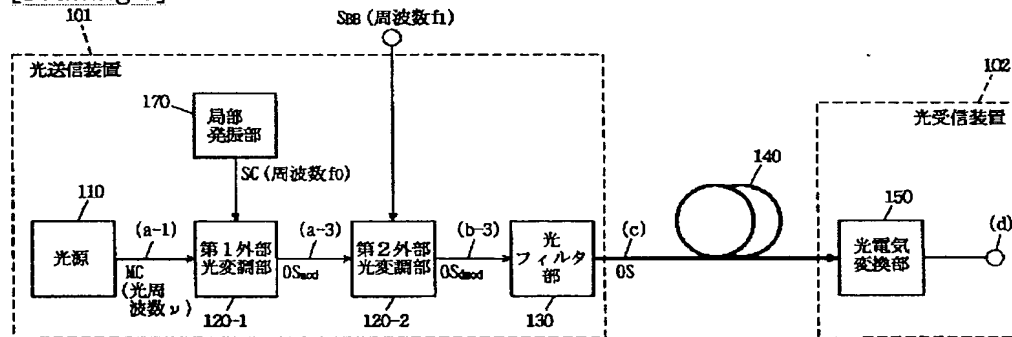 101
S_BB (周波数f1)
光送信装置
102
光受信装置
170
局部
発振部
SC (周波数f0)
140
110
光源
(a-1)
MC
(光周
波数ν)
第1外部
光変調部
120-1
(a-3)
OS_mod
第2外部
光変調部
120-2
(b-3)
OS_dmod
光
フィルタ
部
130
(c)
OS
150
光電気
変換部
(d)